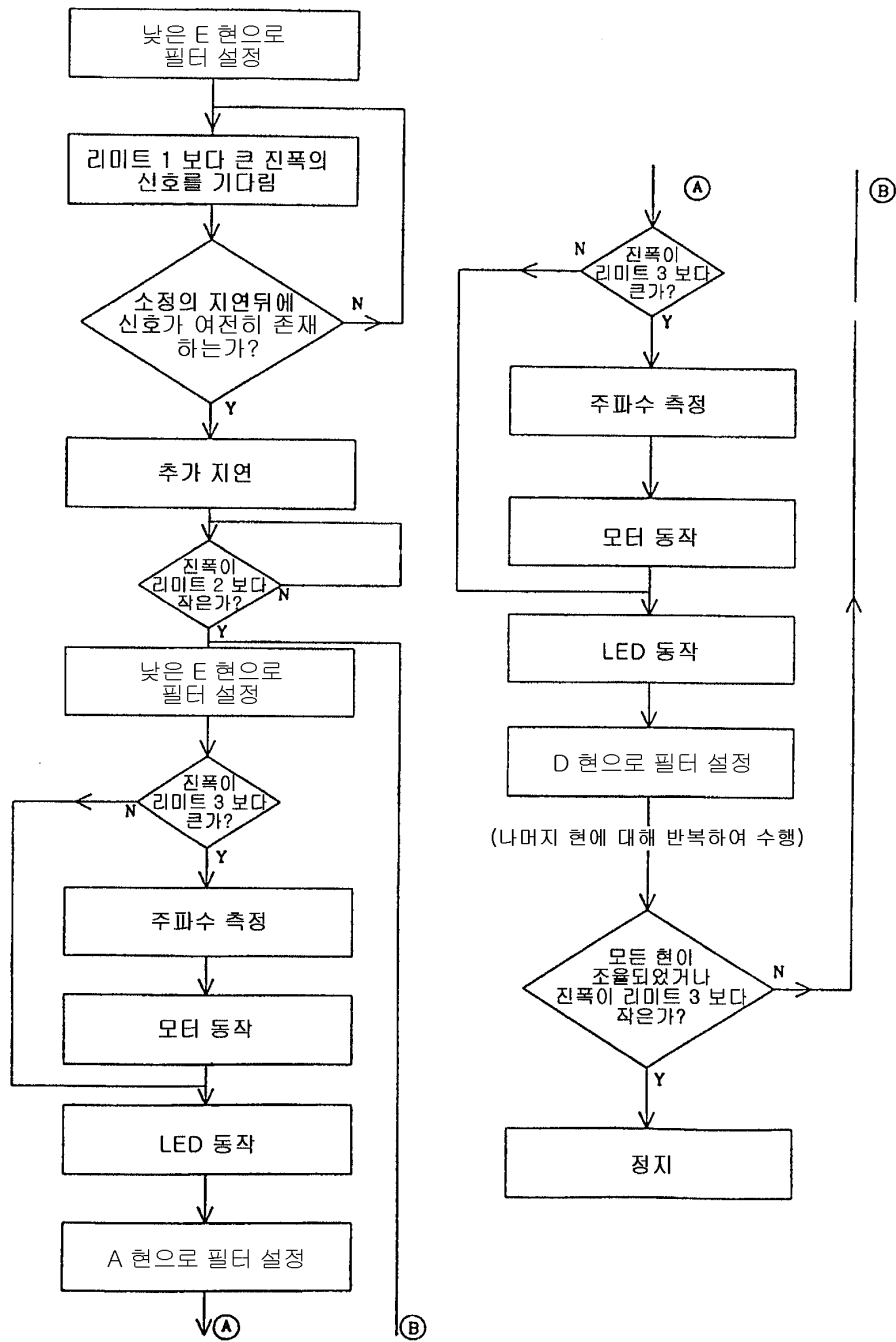 낮은 E 현으로
필터 설정
리미트 1 보다 큰 진폭의
신호를 기다림
소정의 지연뒤에
신호가 여전히 존재
하는가?
N
Y
추가 지연
진폭이
리미트 2 보다
작은가?
N
Y
낮은 E 현으로
필터 설정
진폭이
리미트 3 보다
큰가?
N
Y
주파수 측정
모터 동작
LED 동작
A 현으로 필터 설정
A
B
A
B
진폭이
리미트 3 보다
큰가?
N
Y
주파수 측정
모터 동작
LED 동작
D 현으로 필터 설정
(나머지 현에 대해 반복하여 수행)
모든 현이
조율되었거나
진폭이 리미트 3 보다
작은가?
N
Y
정지